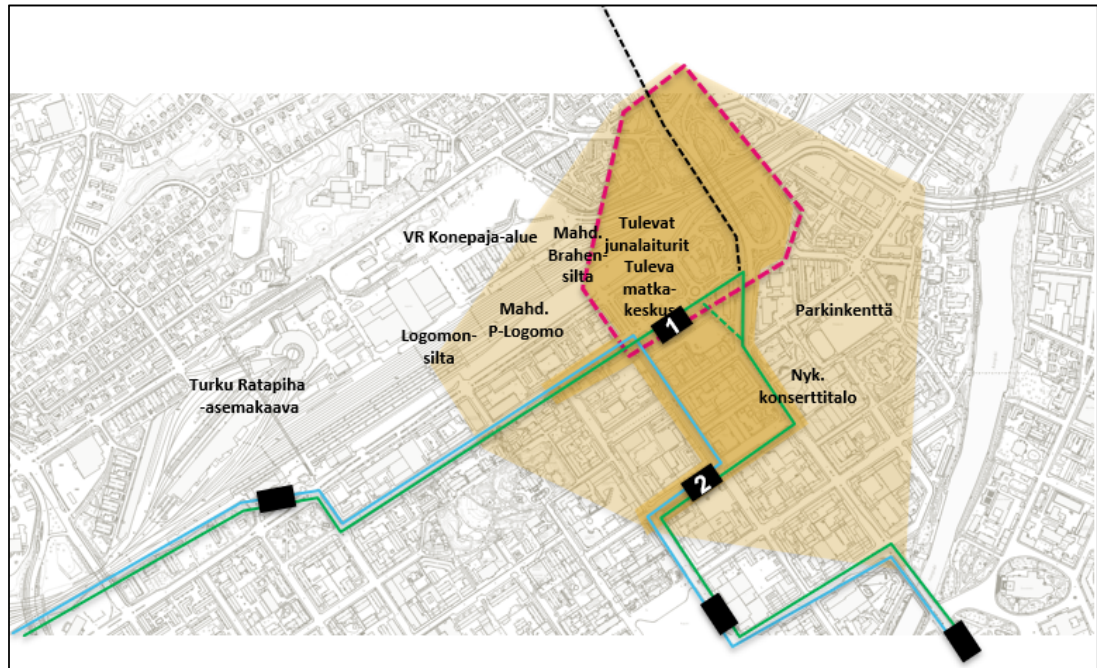 VR Konepaja-alue
Mahd.
Brahen-
silta
Tulevat
junalaiturit
Tuleva
matka-
keskus
Mahd.
P-Logomo
Logomon-
silta
1
Parkinkenttä
Turku Ratapiha
-asemakaava
Nyk.
konserttitalo
2